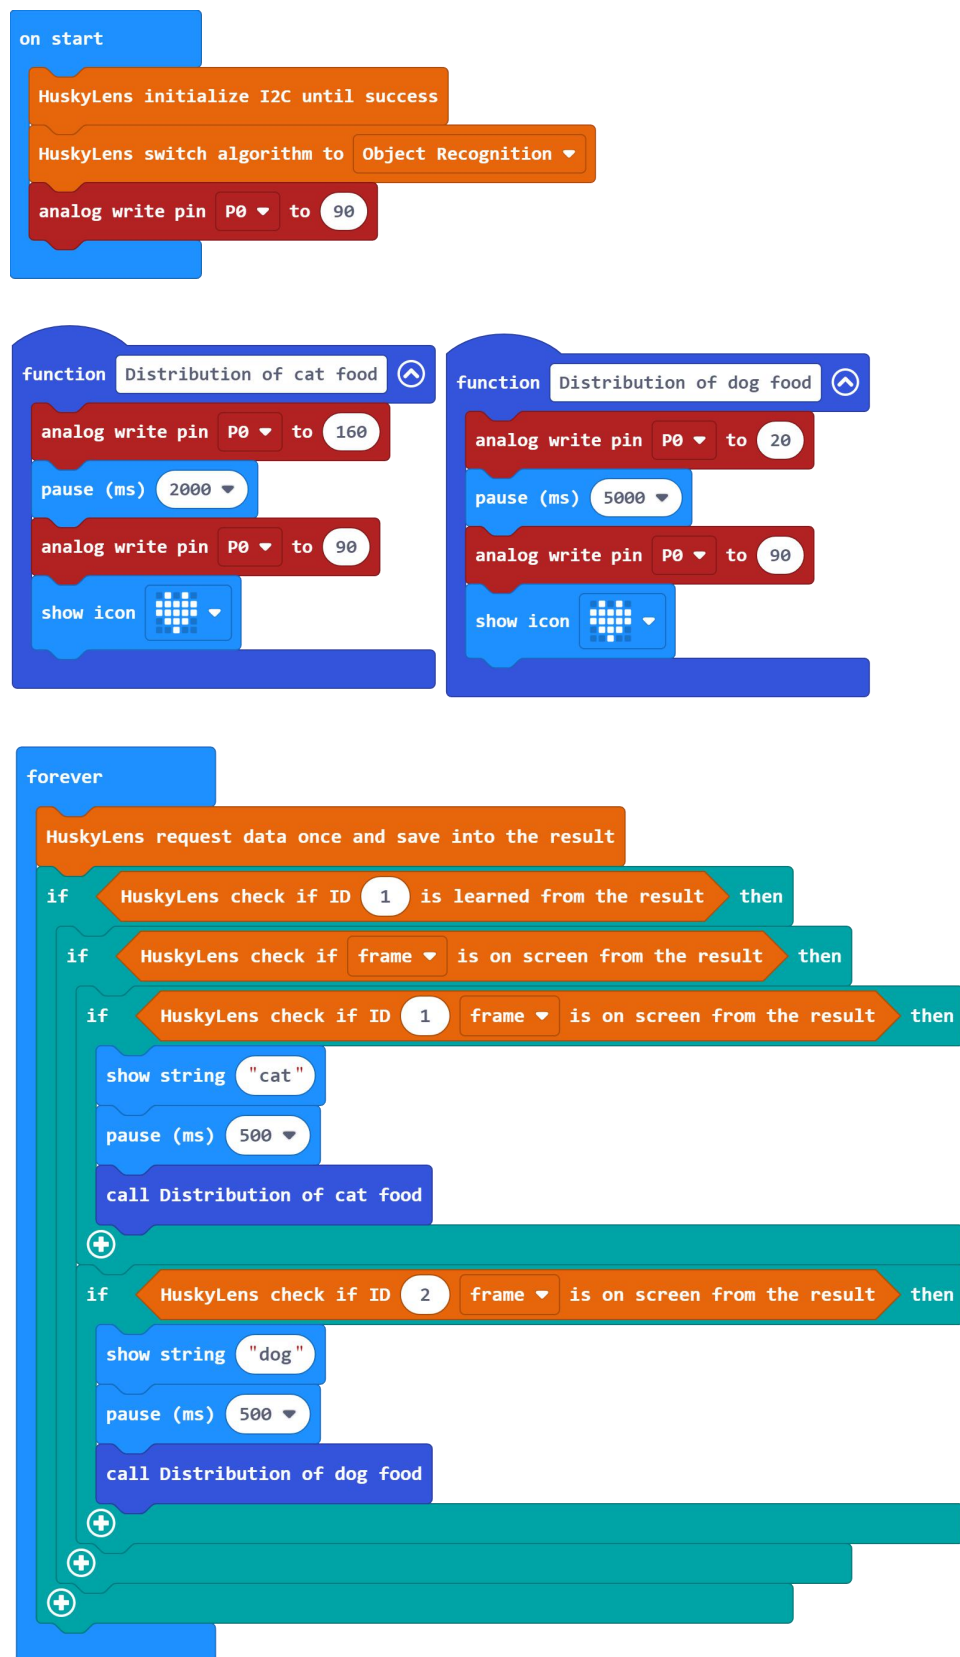 on start
HuskyLens initialize I2C until success
HuskyLens switch algorithm to Object Recognition
analog write pin P0 to 90
function Distribution of cat food
analog write pin P0 to 160
pause (ms) 2000
analog write pin P0 to 90
show icon
function Distribution of dog food
analog write pin P0 to 20
pause (ms) 5000
analog write pin P0 to 90
show icon
forever
HuskyLens request data once and save into the result
if HuskyLens check if ID 1 is learned from the result then
if HuskyLens check if frame is on screen from the result then
if HuskyLens check if ID 1 frame is on screen from the result then
show string "cat"
pause (ms) 500
call Distribution of cat food
if HuskyLens check if ID 2 frame is on screen from the result then
show string "dog"
pause (ms) 500
call Distribution of dog food